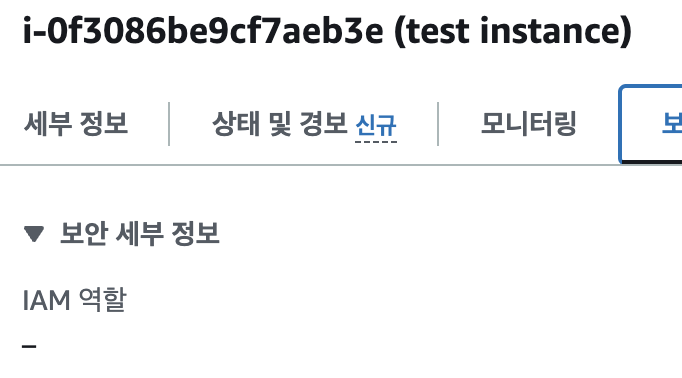 i-0f3086be9cf7aeb3e (test instance)
세부 정보 상태 및 경보 신규 모니터링
▼ 보안 세부 정보
IAM 역할
–